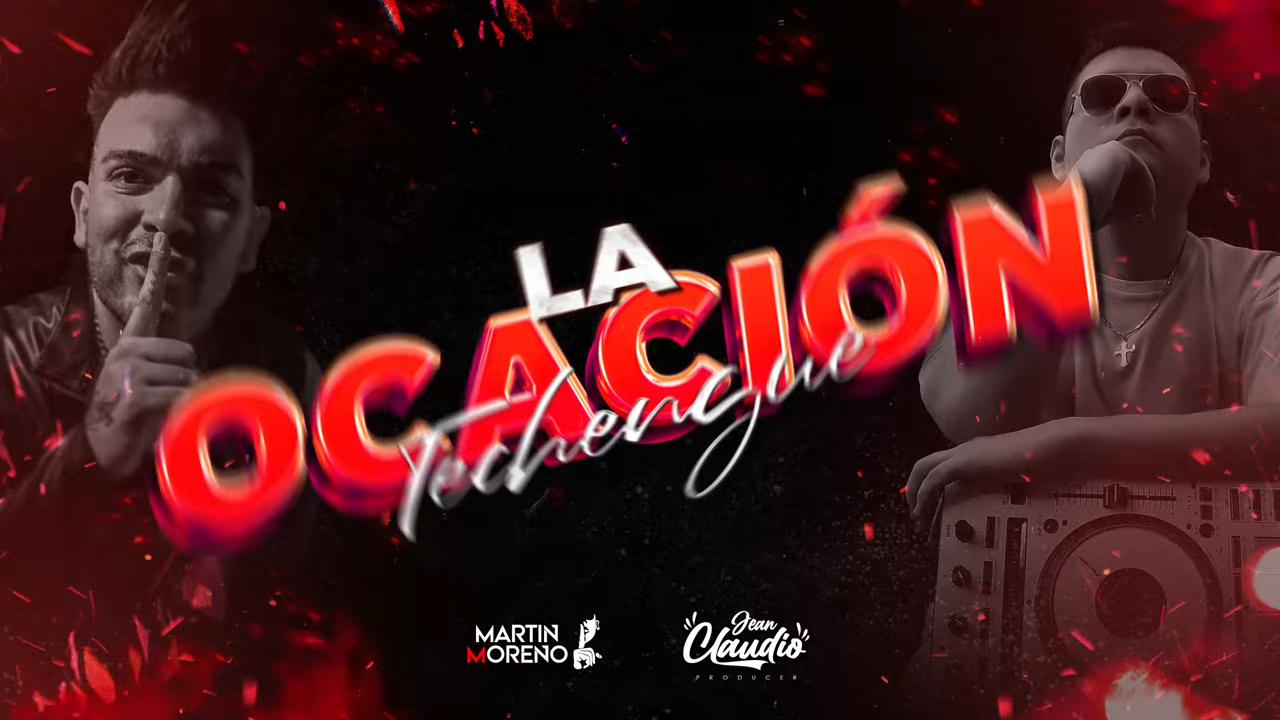 LA
OCACIÓN
Techengue
MARTIN
MORENO
Jean
Claudio
PRODUCER